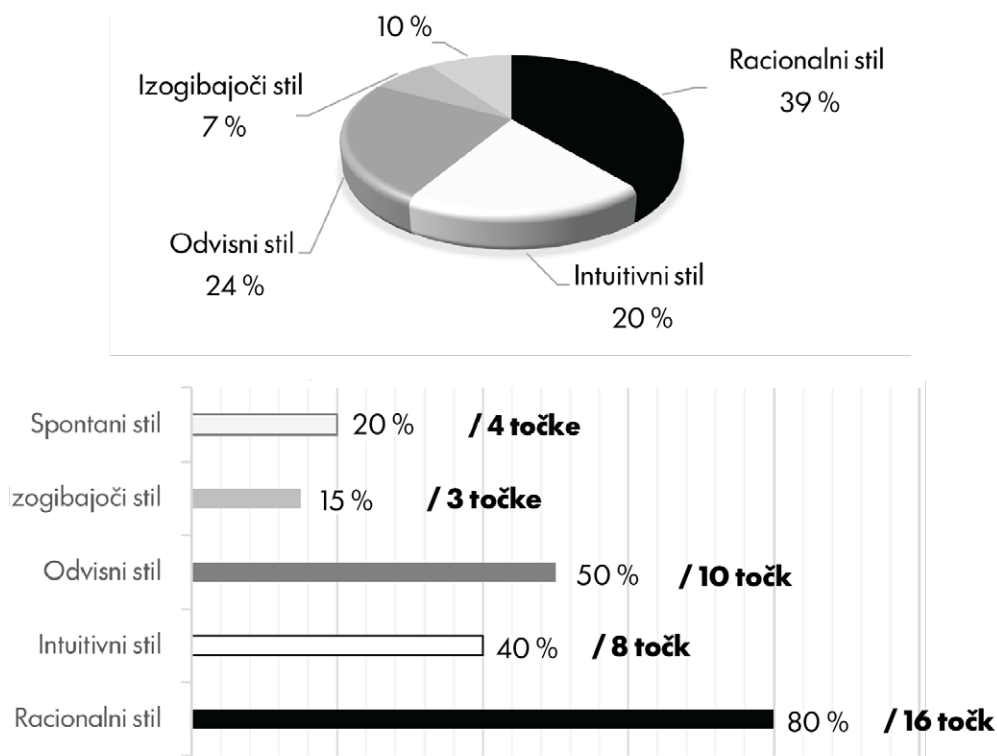 10 %
Racionalni stil
39 %
Izogibajoči stil
7 %
Odvisni stil
24 %
Intuitivni stil
20 %
Spontani stil 20 % / 4 točke
zogibajoči stil 15 % / 3 točke
Odvisni stil 50 % / 10 točk
Intuitivni stil 40 % / 8 točk
Racionalni stil 80 % / 16 točk